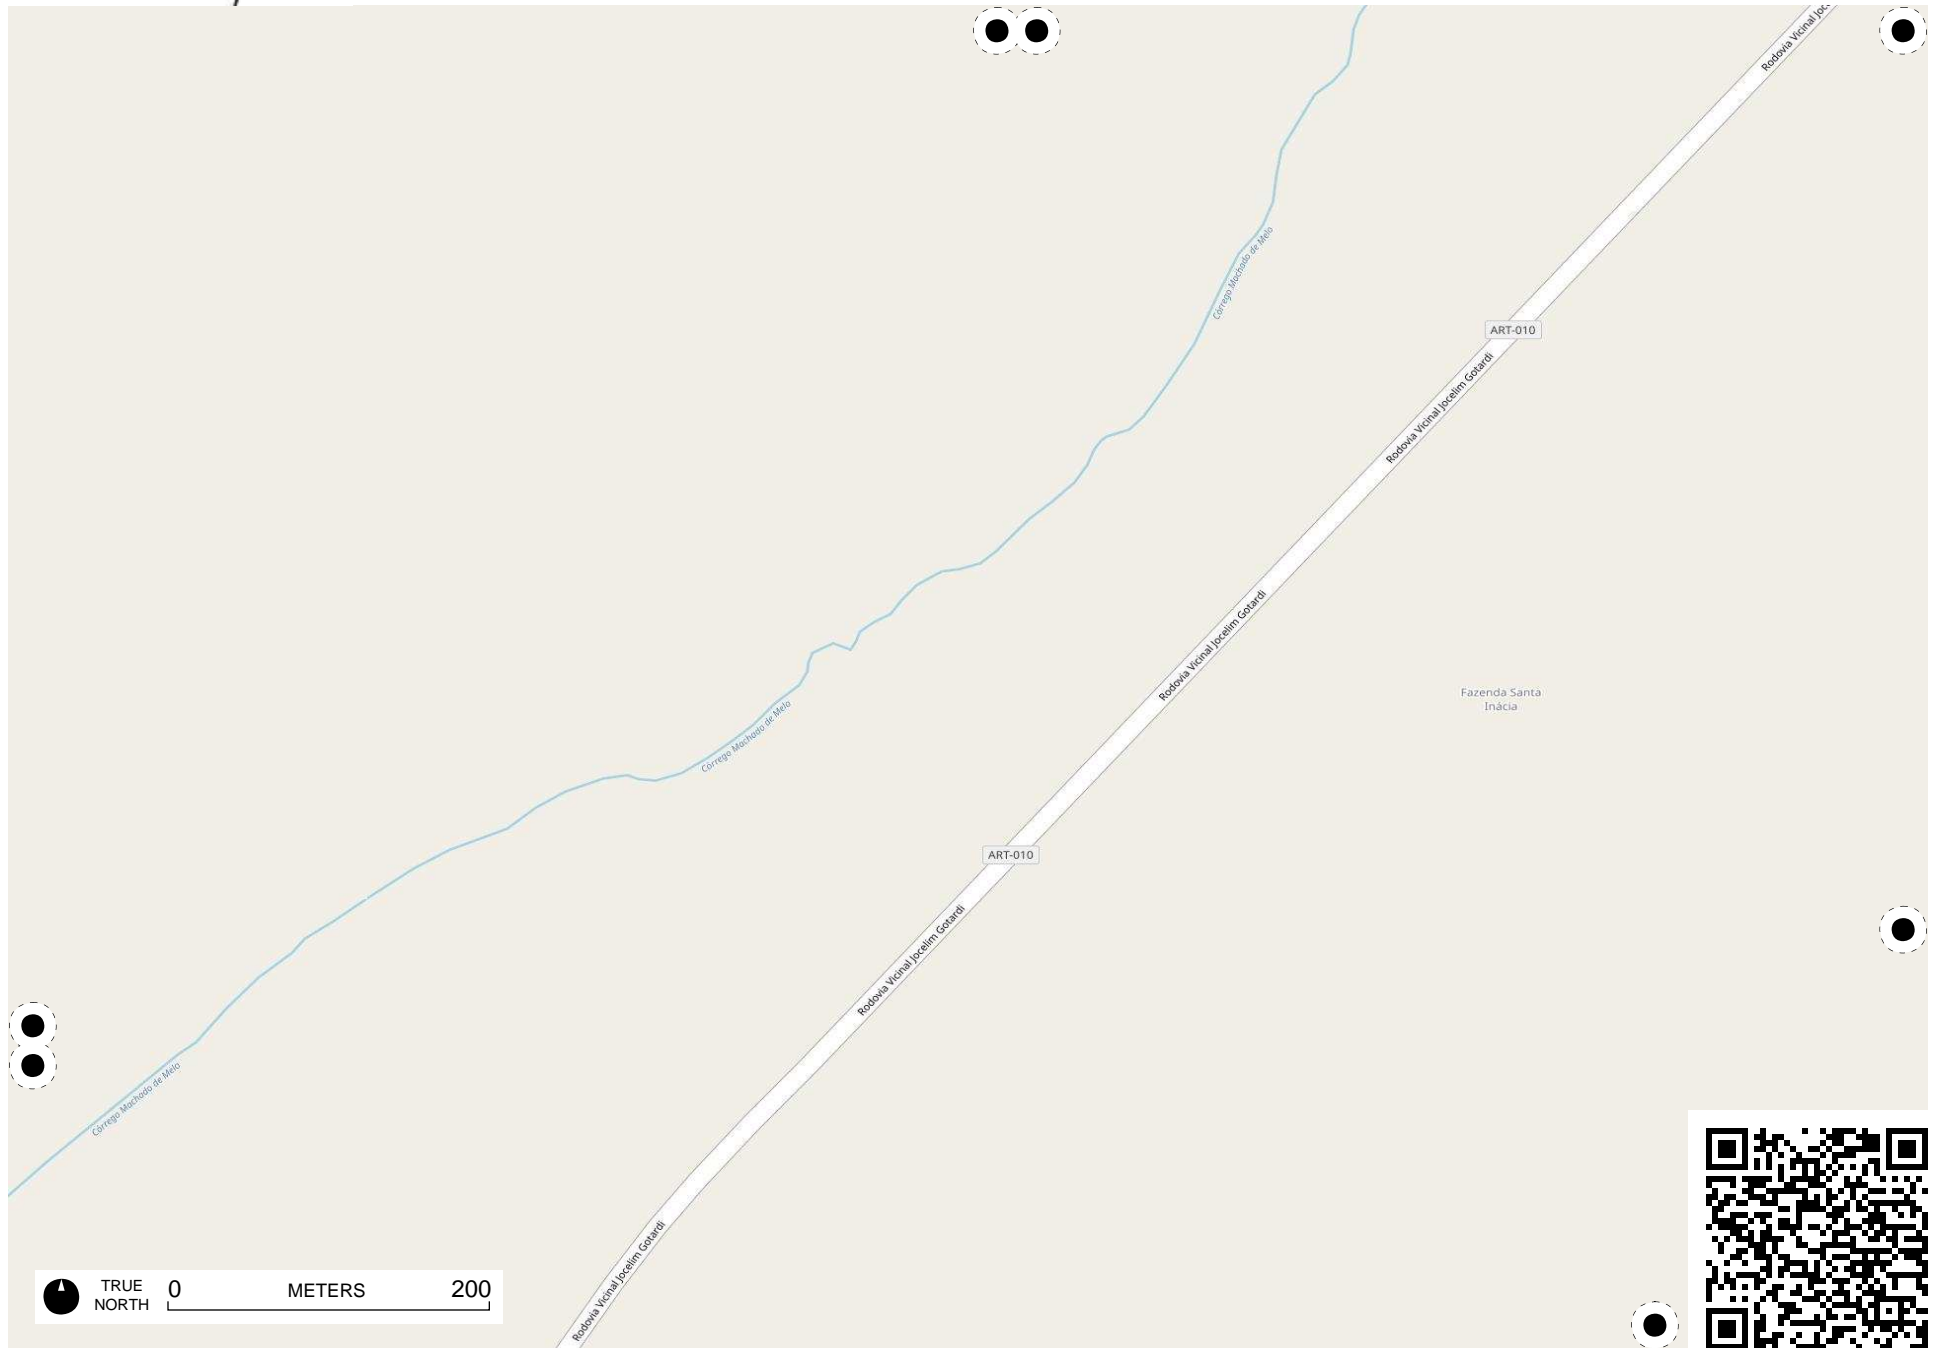 Rodovia Vicinal Joc
Córrego Machado de Melo
ART-010
Rodovia Vicinal Jocelim Gotardi
Rodovia Vicinal Jocelim Gotardi
Fazenda Santa
Inácia
Córrego Machado de Melo
ART-010
Rodovia Vicinal Jocelim Gotardi
Córrego Machado de Melo
Rodovia Vicinal Jocelim Gotardi
TRUE
NORTH
0 METERS 200